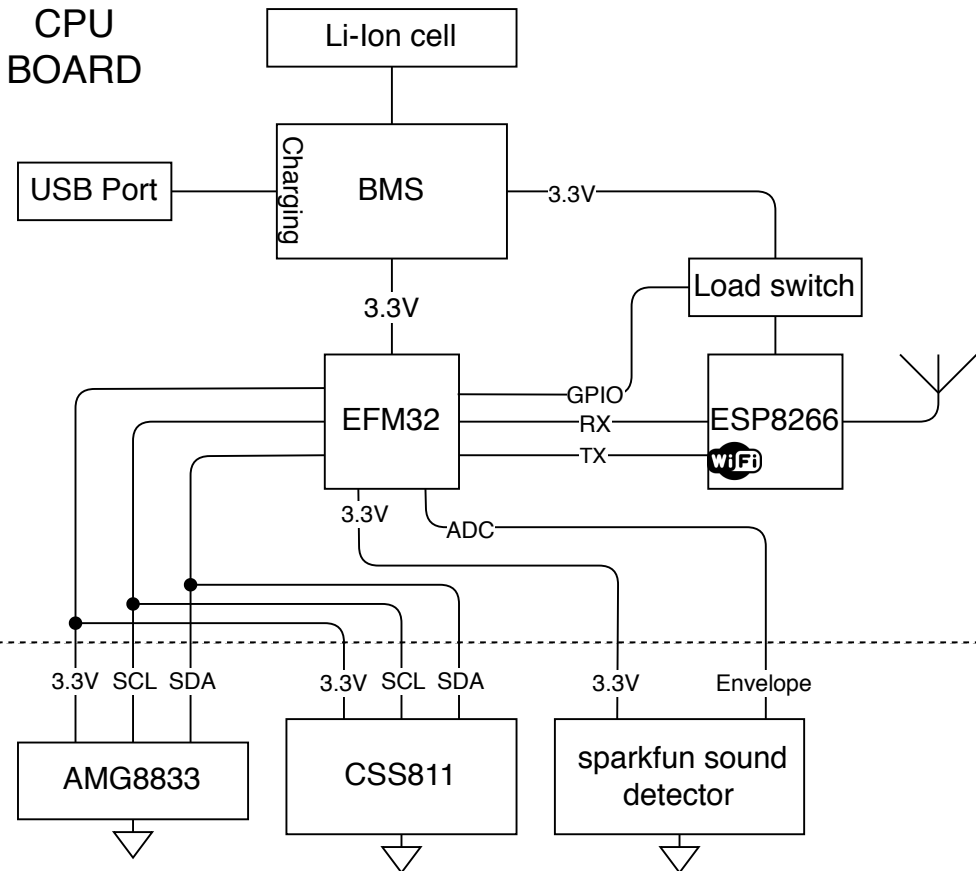 CPU
BOARD
Li-Ion cell
USB Port
Charging
BMS
3.3V
Load switch
3.3V
EFM32
GPIO
RX
TX
ESP8266
WiFi
3.3V
ADC
3.3V SCL SDA
3.3V SCL SDA
3.3V
Envelope
AMG8833
CSS811
sparkfun sound
detector